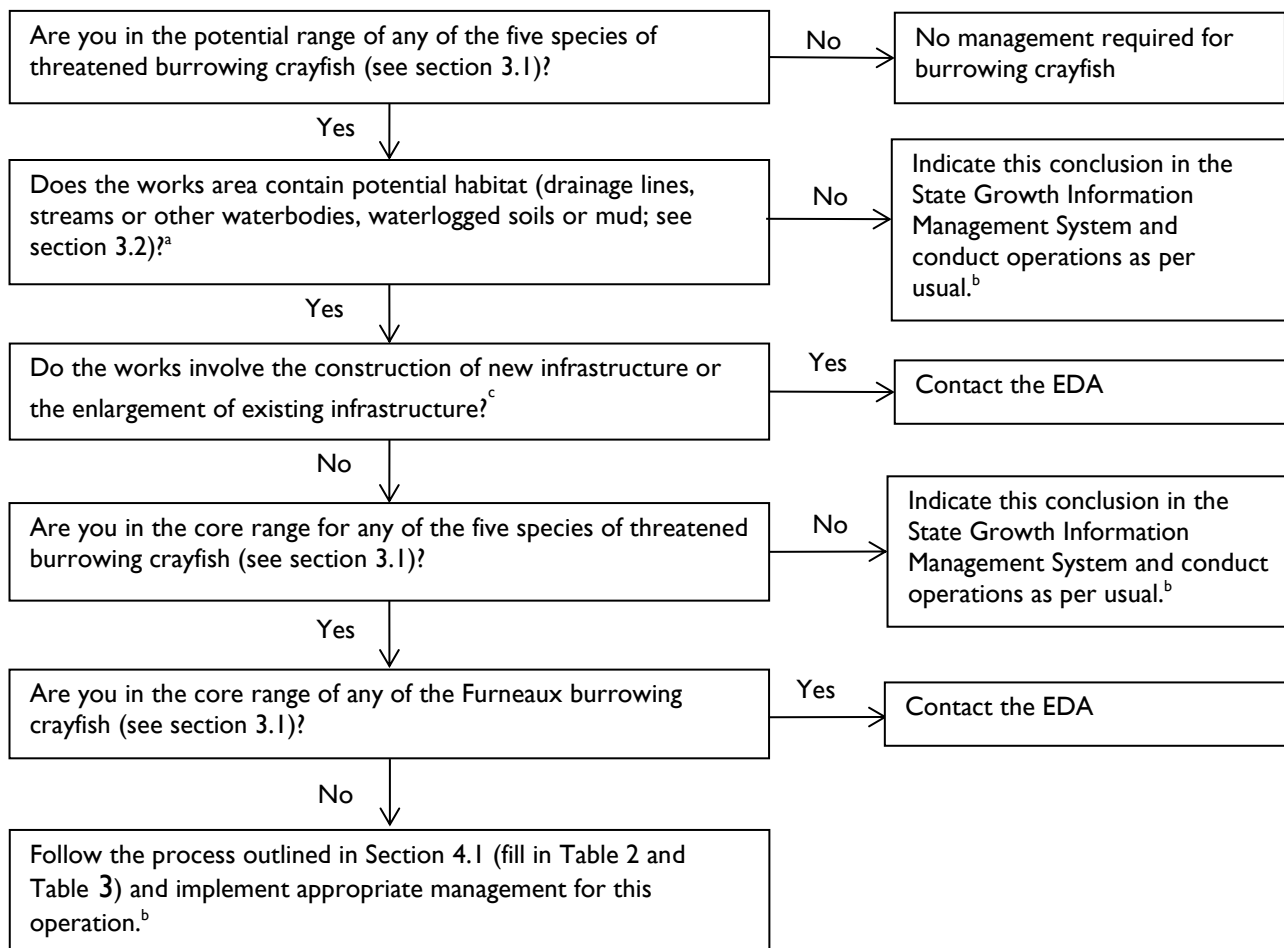 Are you in the potential range of any of the five species of
threatened burrowing crayfish (see section 3.1)?
No
No management required for
burrowing crayfish
Yes
Does the works area contain potential habitat (drainage lines,
streams or other waterbodies, waterlogged soils or mud; see
section 3.2)?a
No
Indicate this conclusion in the
State Growth Information
Management System and
conduct operations as per
usual.b
Yes
Do the works involve the construction of new infrastructure or
the enlargement of existing infrastructure?c
Yes
Contact the EDA
No
Are you in the core range for any of the five species of threatened
burrowing crayfish (see section 3.1)?
No
Indicate this conclusion in the
State Growth Information
Management System and conduct
operations as per usual.b
Yes
Are you in the core range of any of the Furneaux burrowing
crayfish (see section 3.1)?
Yes
Contact the EDA
No
Follow the process outlined in Section 4.1 (fill in Table 2 and
Table 3) and implement appropriate management for this
operation.b